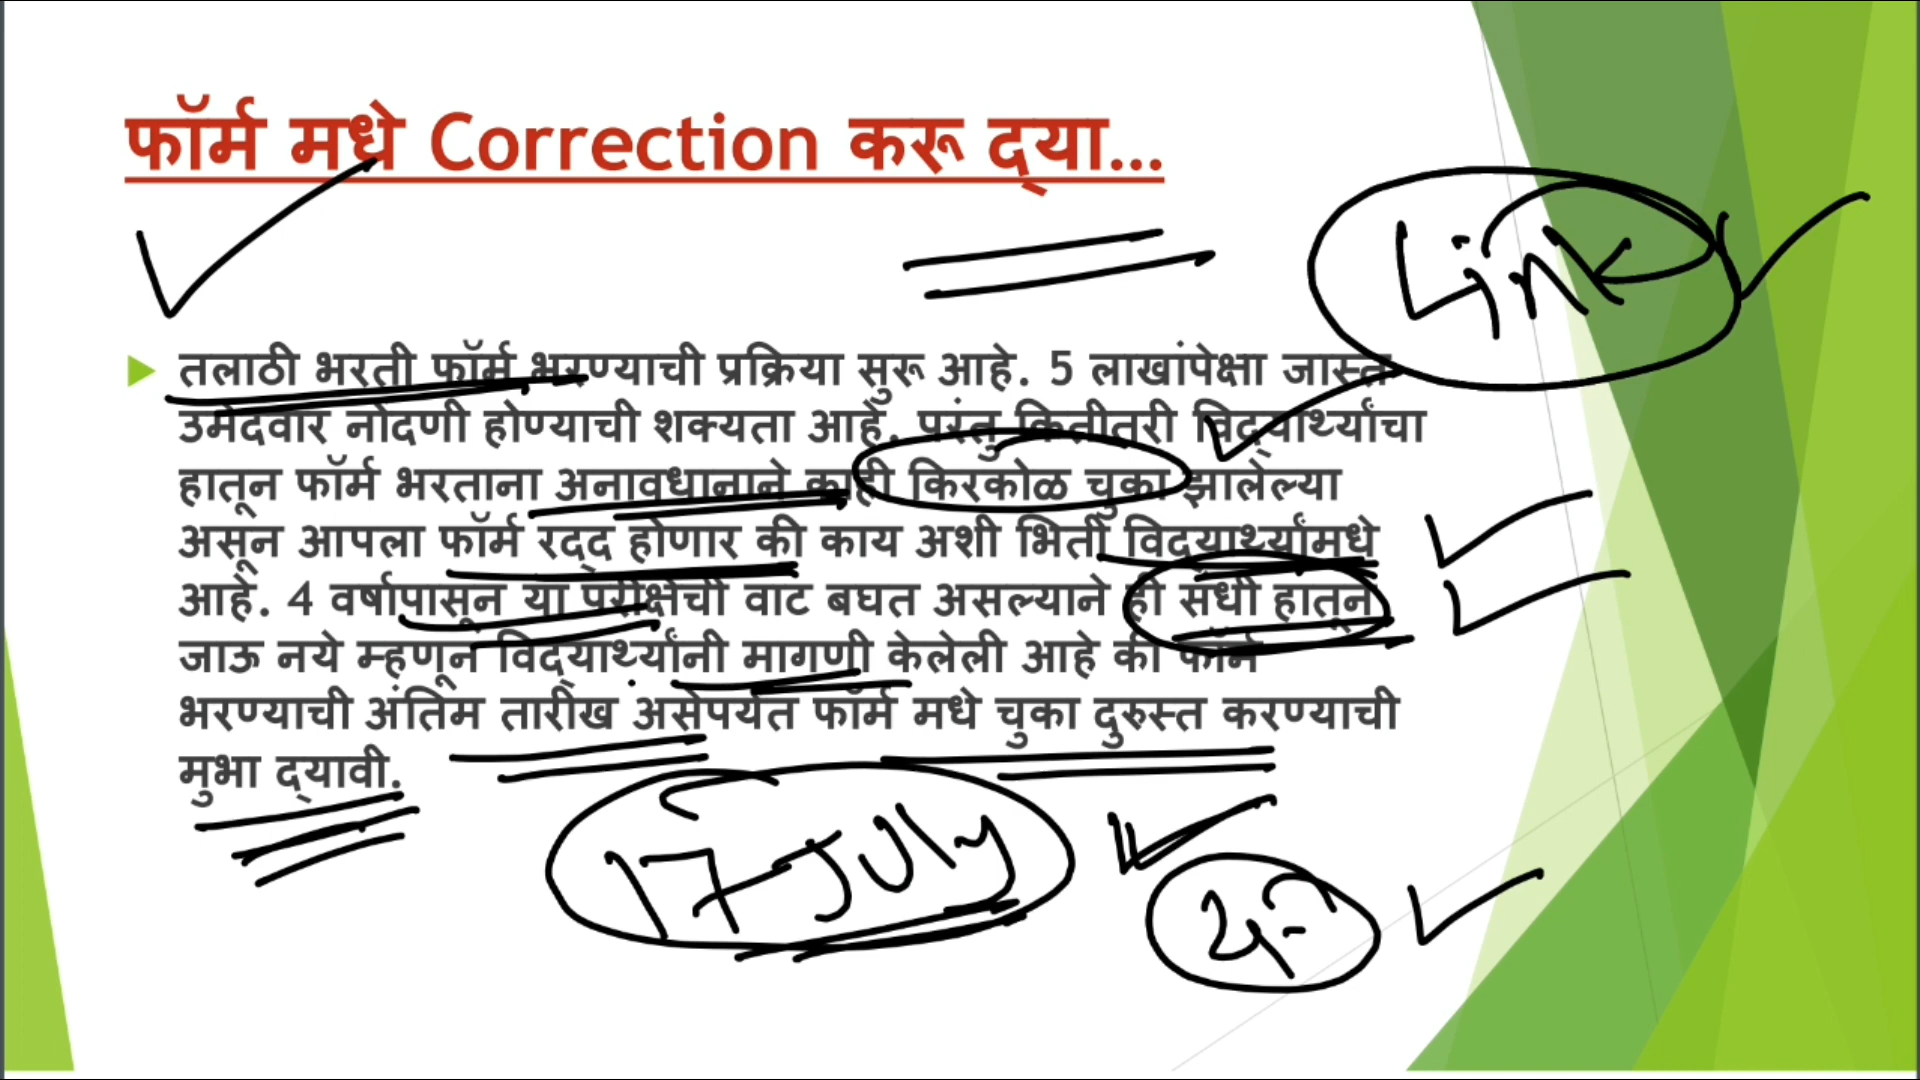 फॉर्म मधे Correction करू द्या...
Link
तलाठी भरती फॉर्म भरण्याची प्रक्रिया सुरू आहे. 5 लाखांपेक्षा जास्त
उमेदवार नोदणी होण्याची शक्यता आहे. परंतु कितीतरी विद्यार्थ्यांचा
हातून फॉर्म भरताना अनावधानाने काही किरकोळ चुका झालेल्या
असून आपला फॉर्म रद्द होणार की काय अशी भिती विद्यार्थ्यांमधे
आहे. 4 वर्षापासून या परीक्षेची वाट बघत असल्याने ही संधी हातून
जाऊ नये म्हणून विद्यार्थ्यांनी मागणी केलेली आहे की फॉर्म
भरण्याची अंतिम तारीख असेपर्यंत फॉर्म मधे चुका दुरुस्त करण्याची
मुभा द्यावी.
17-July